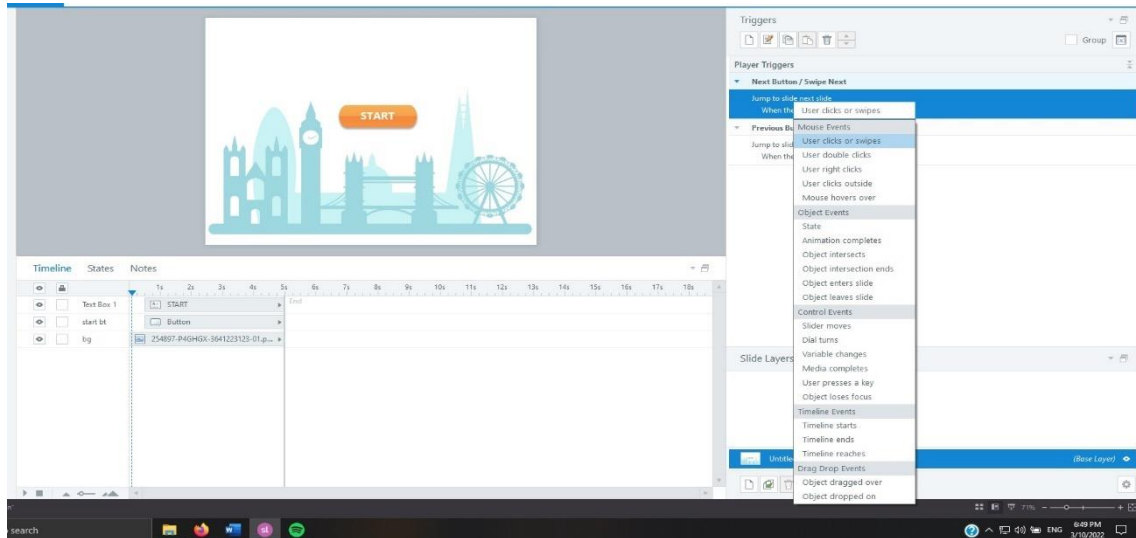 START
Triggers
Group
Player Triggers
Next Button / Swipe Next
Jump to slide next slide
When the
User clicks or swipes
Previous Bu
Jump to slid
When the
Mouse Events
User clicks or swipes
User double clicks
User right clicks
User clicks outside
Mouse hovers over
Object Events
State
Animation completes
Object intersects
Object intersection ends
Object enters slide
Object leaves slide
Control Events
Slider moves
Dial turns
Variable changes
Media completes
User presses a key
Object loses focus
Timeline Events
Timeline starts
Timeline ends
Timeline reaches
Drag Drop Events
Object dragged over
Object dropped on
Timeline States Notes
1s 2s 3s 4s 5s 6s 7s 8s 9s 10s 11s 12s 13s 14s 15s 16s 17s 18s
Text Box 1 START End
start bt Button
bg 254897-P4GHGX-3641223123-01.p...
Slide Layers
Untitle (Base Layer)
71%
search
W
sl
ENG
6:49 PM
3/10/2022